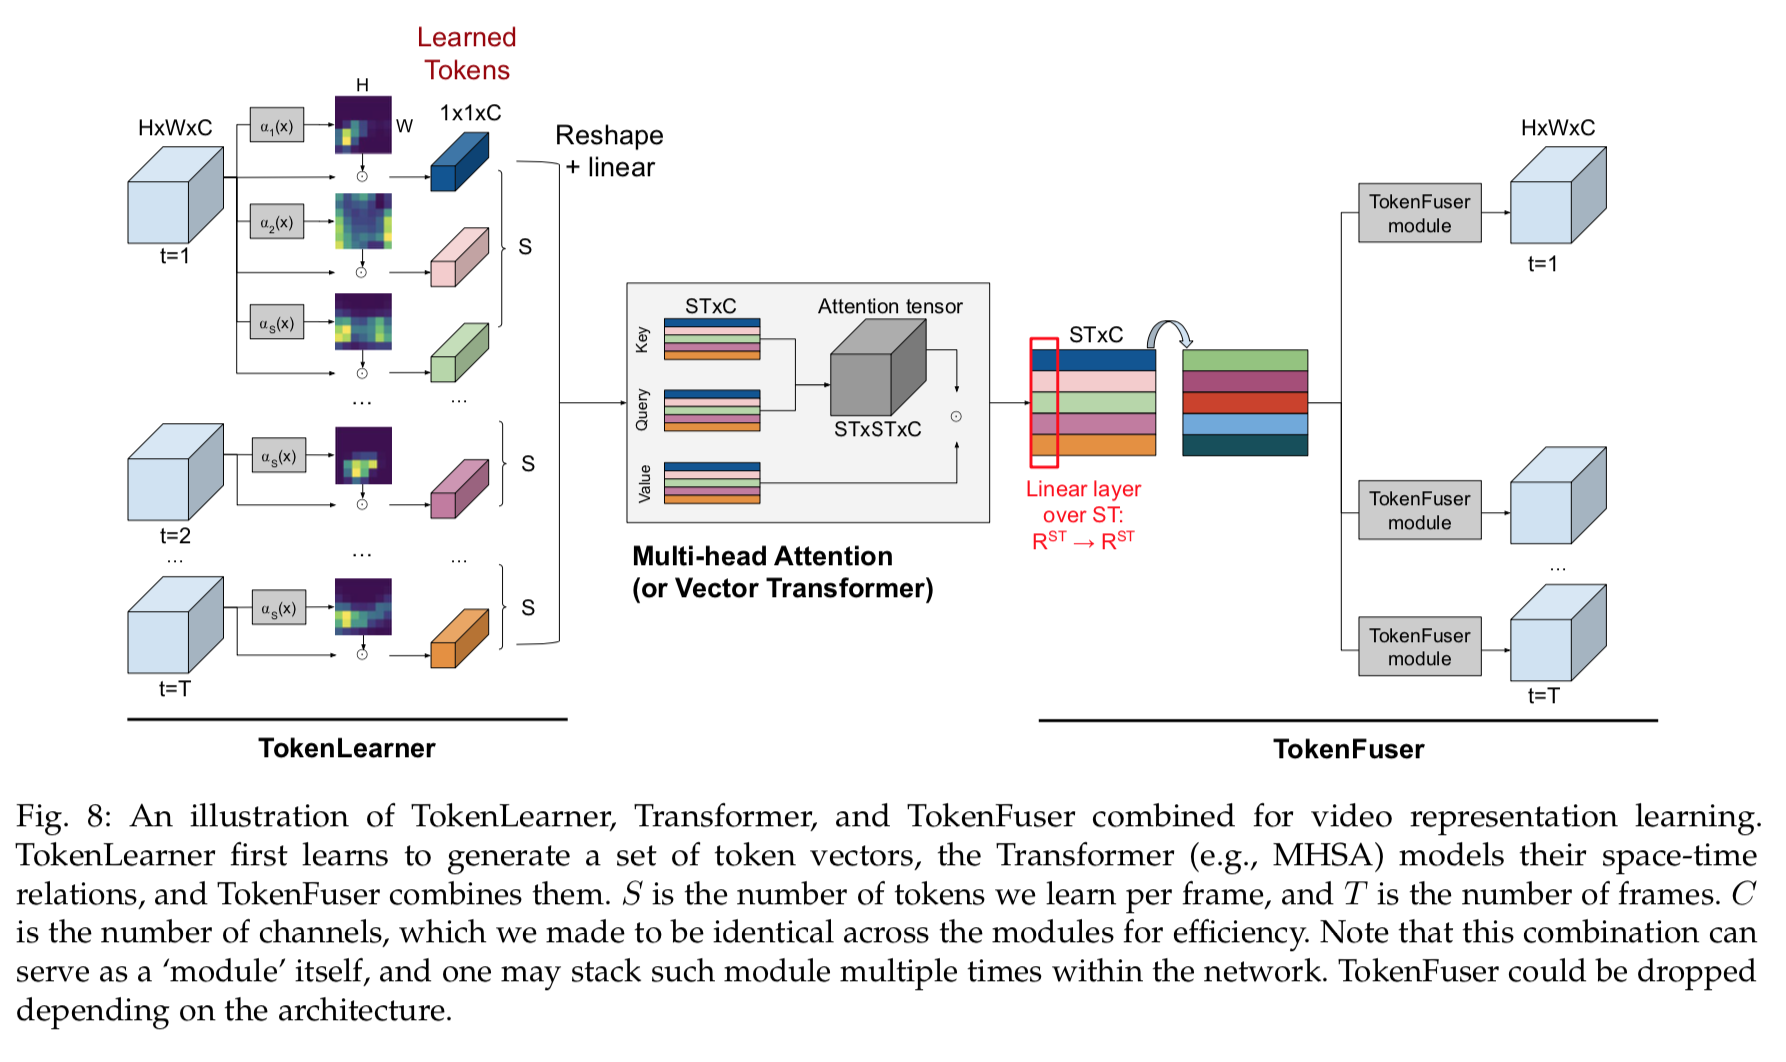 Learned
Tokens
H
HxWxC
α1(x)
W
1x1xC
Reshape
+ linear
t=1
α2(x)
S
αS(x)
...
...
αS(x)
S
t=2
...
...
...
αS(x)
S
t=T
TokenLearner
STxC
Attention tensor
Key
Query
Value
STxSTxC
Multi-head Attention
(or Vector Transformer)
STxC
Linear layer
over ST:
R^ST → R^ST
HxWxC
TokenFuser
module
t=1
TokenFuser
module
...
TokenFuser
module
t=T
TokenFuser
Fig. 8: An illustration of TokenLearner, Transformer, and TokenFuser combined for video representation learning.
TokenLearner first learns to generate a set of token vectors, the Transformer (e.g., MHSA) models their space-time
relations, and TokenFuser combines them. S is the number of tokens we learn per frame, and T is the number of frames. C
is the number of channels, which we made to be identical across the modules for efficiency. Note that this combination can
serve as a ‘module’ itself, and one may stack such module multiple times within the network. TokenFuser could be dropped
depending on the architecture.